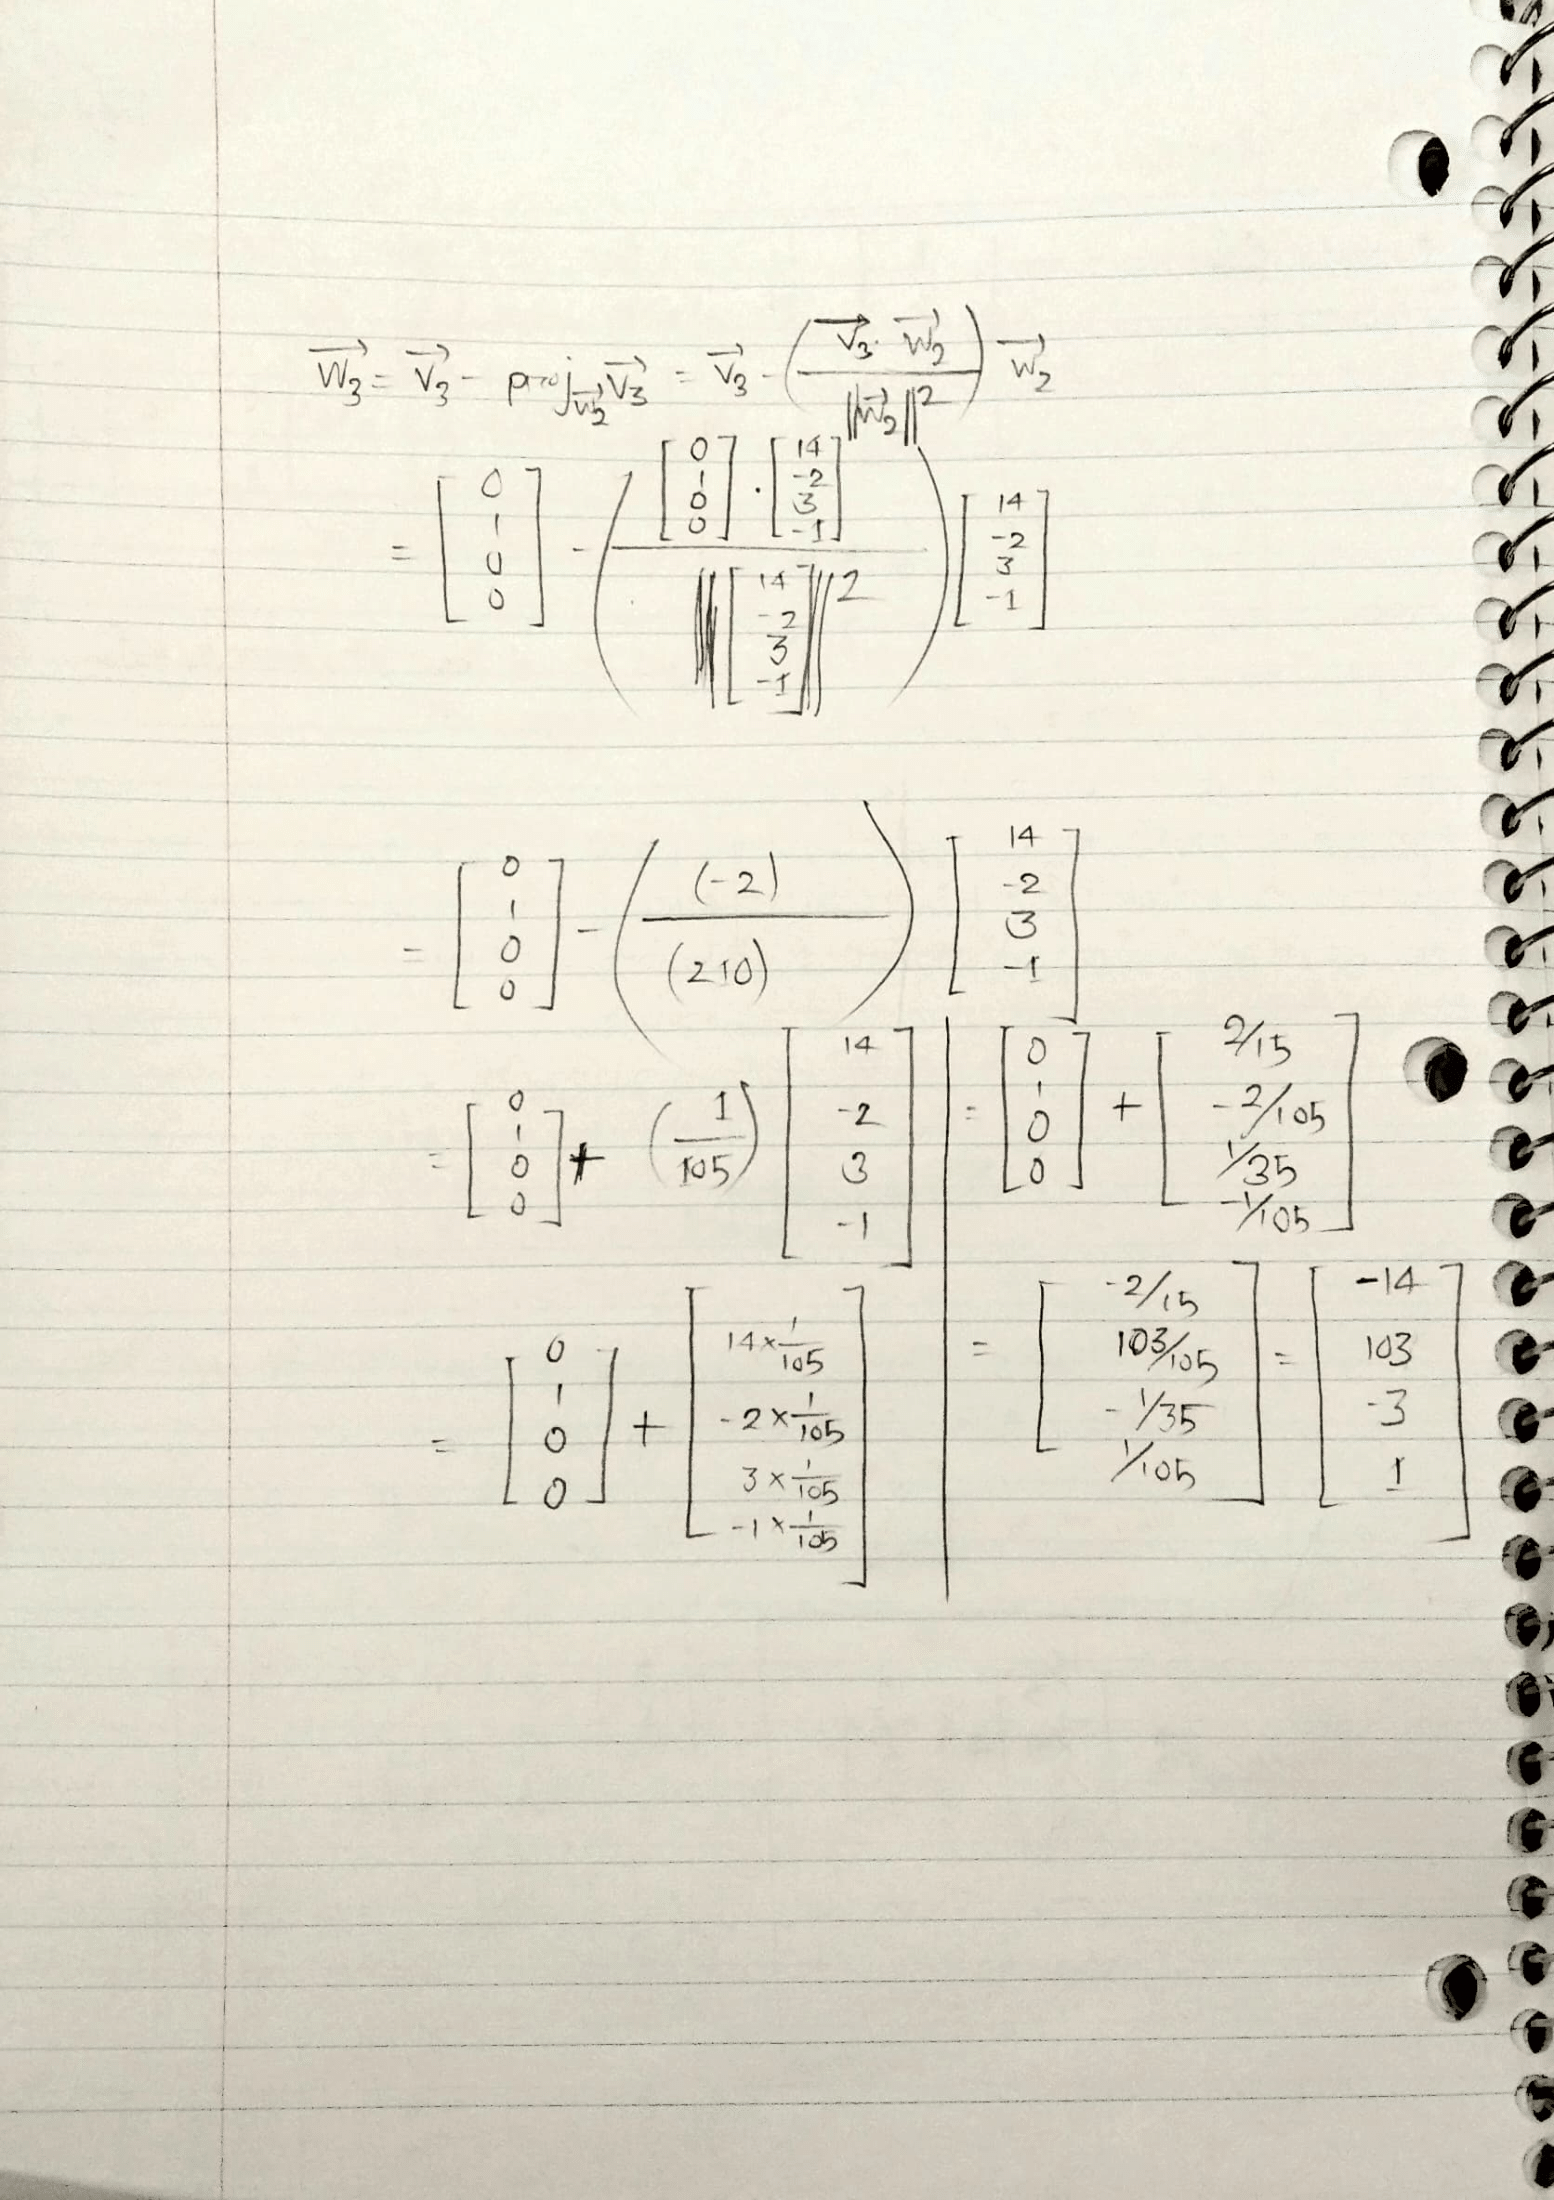 $\vec{W_3} = \vec{V_3} - proj_{\vec{W_2}} \vec{V_3} = \vec{V_3} - \left( \frac{\vec{V_3} \cdot \vec{W_2}}{\|\vec{W_2}\|^2} \right) \vec{W_2}$
$= \begin{bmatrix} 0 \\ 1 \\ 0 \\ 0 \end{bmatrix} - \left( \frac{\begin{bmatrix} 0 \\ 1 \\ 0 \\ 0 \end{bmatrix} \cdot \begin{bmatrix} 14 \\ -2 \\ 3 \\ -1 \end{bmatrix}}{\left\| \begin{bmatrix} 14 \\ -2 \\ 3 \\ -1 \end{bmatrix} \right\|^2} \right) \begin{bmatrix} 14 \\ -2 \\ 3 \\ -1 \end{bmatrix}$
$= \begin{bmatrix} 0 \\ 1 \\ 0 \\ 0 \end{bmatrix} - \left( \frac{(-2)}{(210)} \right) \begin{bmatrix} 14 \\ -2 \\ 3 \\ -1 \end{bmatrix}$
$= \begin{bmatrix} 0 \\ 1 \\ 0 \\ 0 \end{bmatrix} + \left( \frac{1}{105} \right) \begin{bmatrix} 14 \\ -2 \\ 3 \\ -1 \end{bmatrix}$
$= \begin{bmatrix} 0 \\ 1 \\ 0 \\ 0 \end{bmatrix} + \begin{bmatrix} 14 \times \frac{1}{105} \\ -2 \times \frac{1}{105} \\ 3 \times \frac{1}{105} \\ -1 \times \frac{1}{105} \end{bmatrix}$
$= \begin{bmatrix} 0 \\ 1 \\ 0 \\ 0 \end{bmatrix} + \begin{bmatrix} 2/15 \\ -2/105 \\ 1/35 \\ -1/105 \end{bmatrix}$
$= \begin{bmatrix} -2/15 \\ 103/105 \\ -1/35 \\ 1/105 \end{bmatrix} = \begin{bmatrix} -14 \\ 103 \\ -3 \\ 1 \end{bmatrix}$